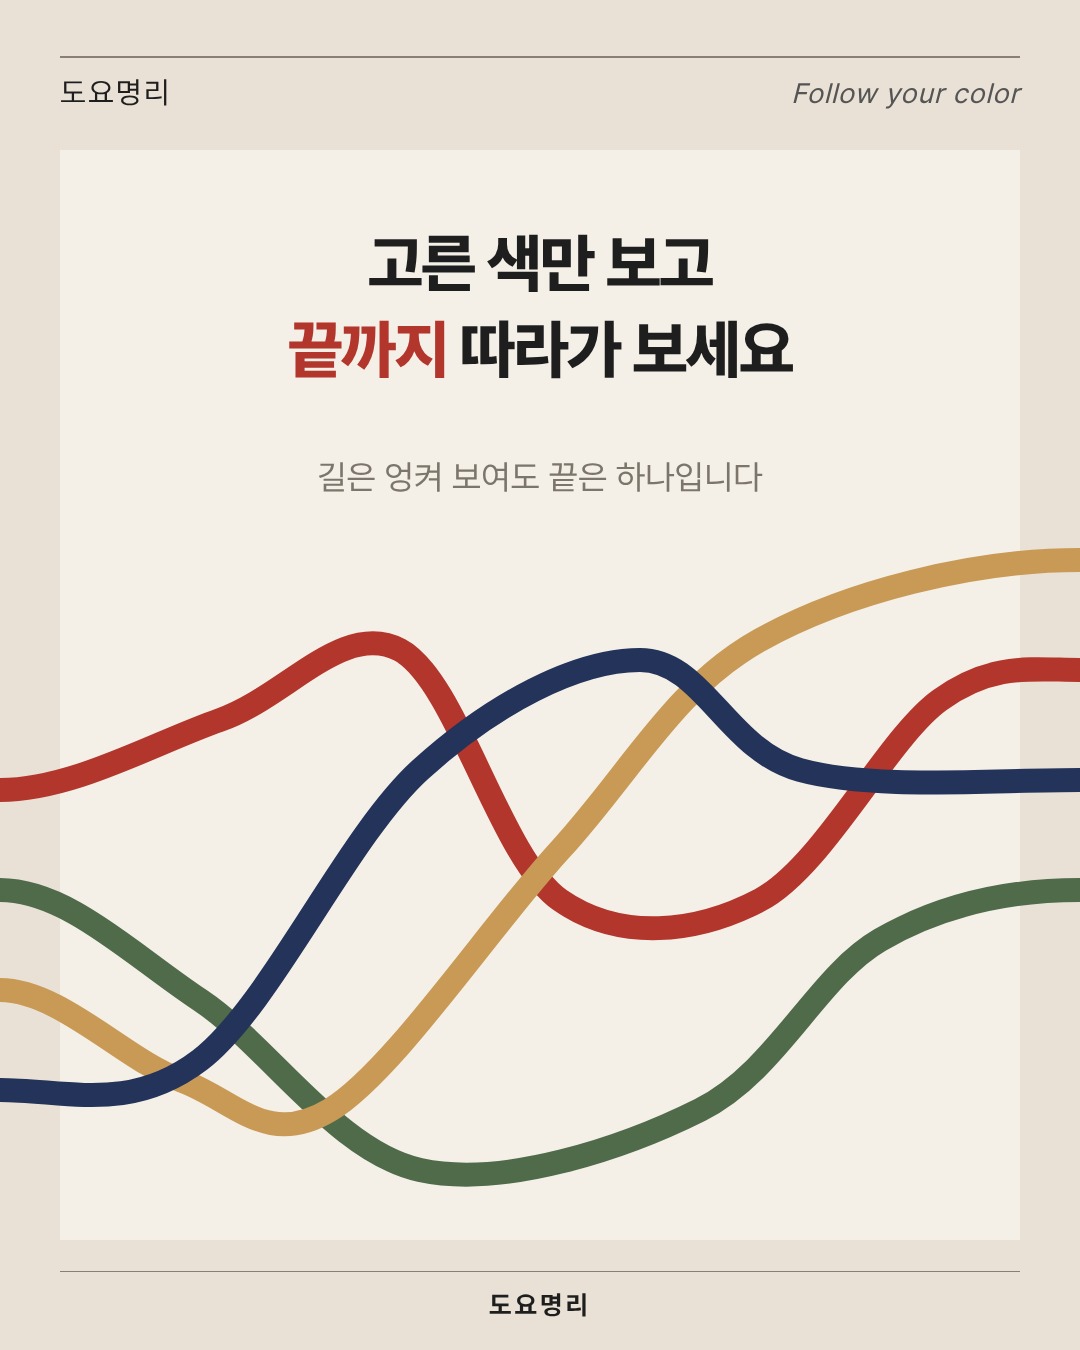 도요명리
Follow your color
고른 색만 보고
끝까지 따라가 보세요
길은 엉켜 보여도 끝은 하나입니다
도요명리